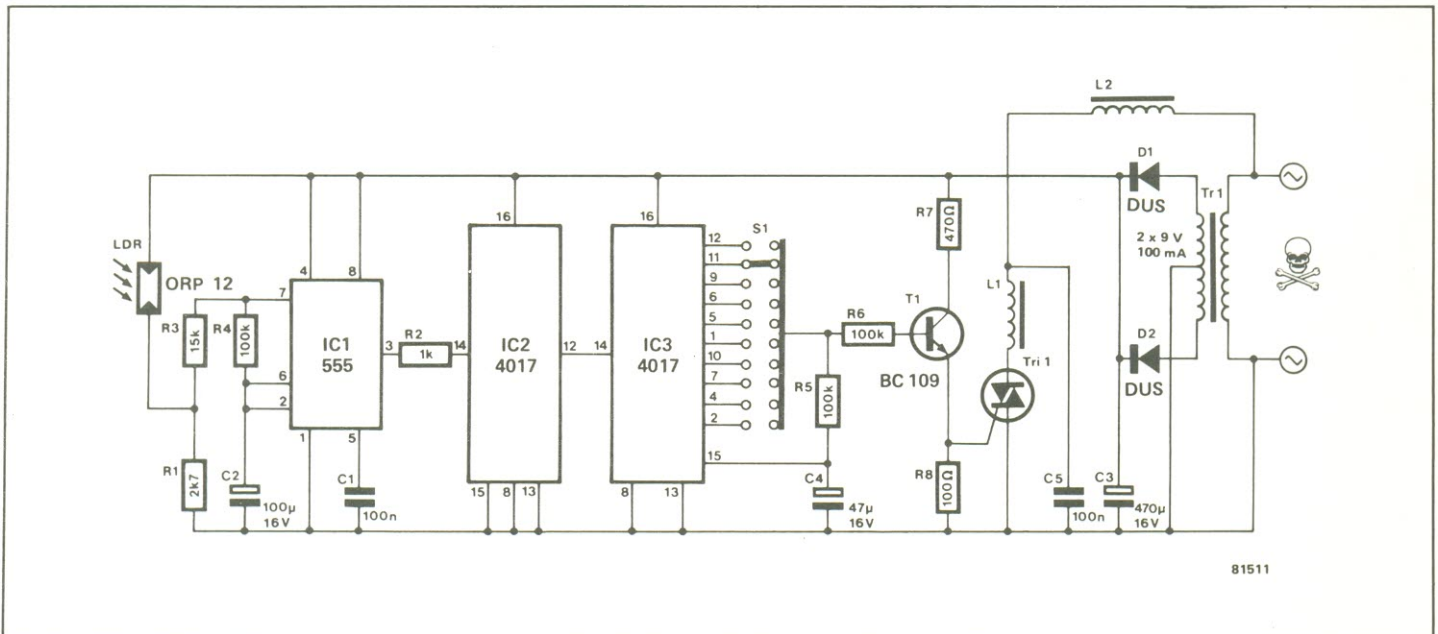 L2
D1
DUS
Tr 1
2 x 9 V
100 mA
D2
DUS
LDR
ORP 12
R3
15k
R4
100k
R1
2k7
C2
100µ
16V
4
8
7
6
2
1
5
3
IC1
555
C1
100n
R2
1k
14
16
IC2
4017
12
15
8
13
14
16
IC3
4017
12
11
9
6
5
1
10
7
4
2
15
8
13
S1
R6
100k
R5
100k
C4
47µ
16V
R7
470Ω
T1
BC 109
R8
100Ω
L1
Tri 1
C5
100n
C3
470µ
16V
81511